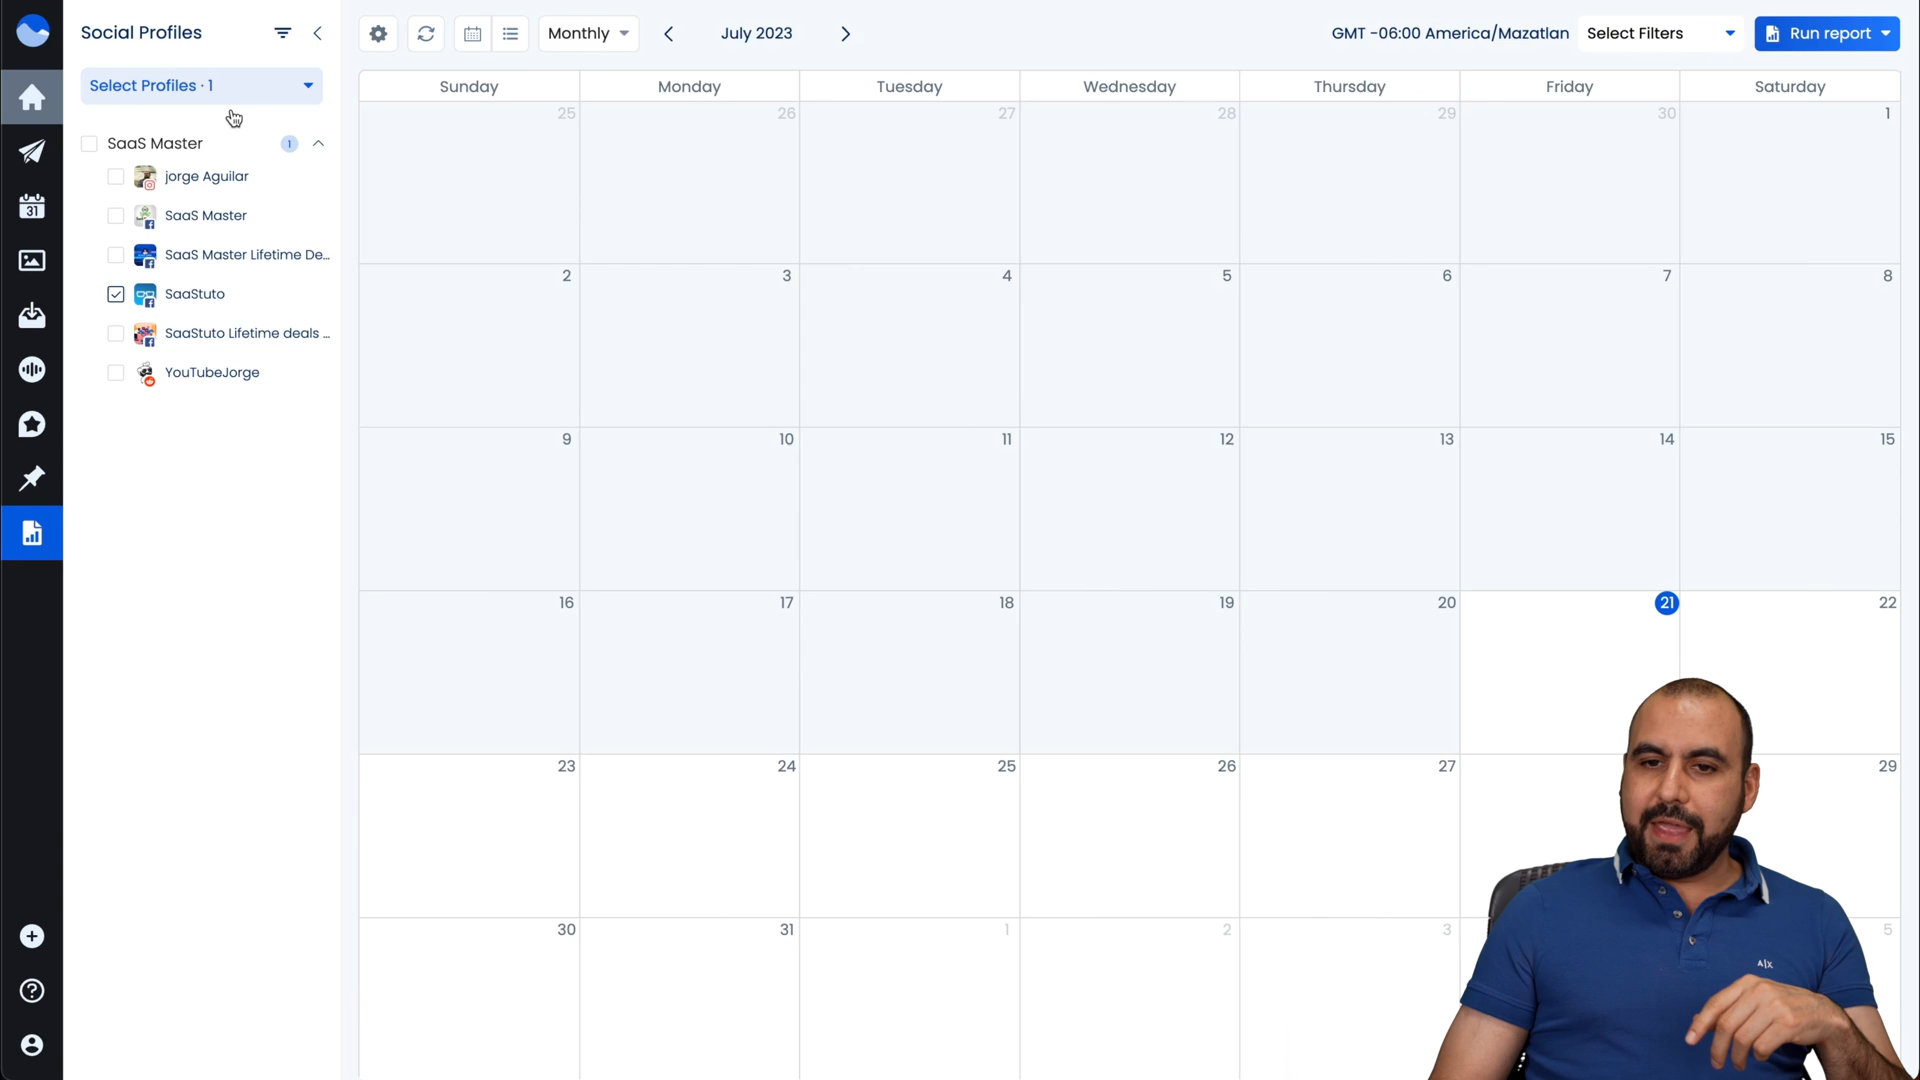 Social Profiles
Monthly
July 2023
GMT -06:00 America/Mazatlan
Select Filters
Run report
Select Profiles · 1
SaaS Master
1
jorge Aguilar
SaaS Master
SaaS Master Lifetime De...
SaaStuto
SaaStuto Lifetime deals ...
YouTubeJorge
31
Sunday Monday Tuesday Wednesday Thursday Friday Saturday
25 26 27 28 29 30 1
2 3 4 5 6 7 8
9 10 11 12 13 14 15
16 17 18 19 20 21 22
23 24 25 26 27 29
30 31 1 2 3 5
A|X